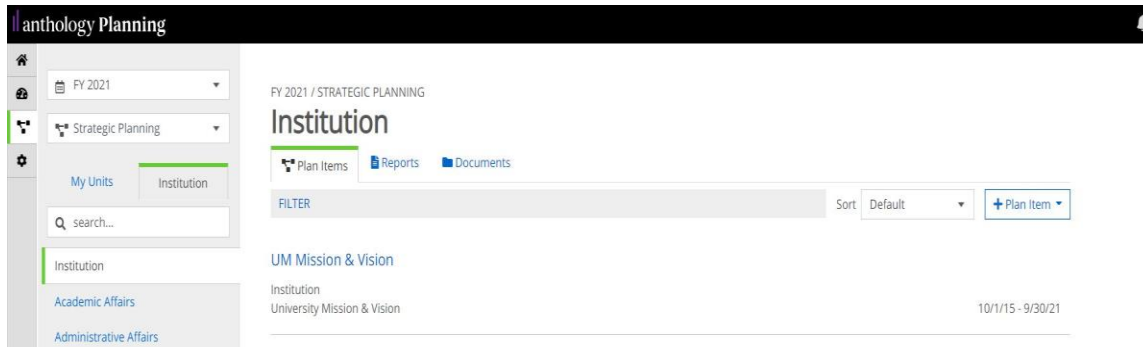 anthology Planning
FY 2021
Strategic Planning
My Units
Institution
search...
Institution
Academic Affairs
Administrative Affairs
FY 2021 / STRATEGIC PLANNING
Institution
Plan Items
Reports
Documents
FILTER
Sort
Default
+ Plan Item
UM Mission & Vision
Institution
University Mission & Vision
10/1/15 - 9/30/21